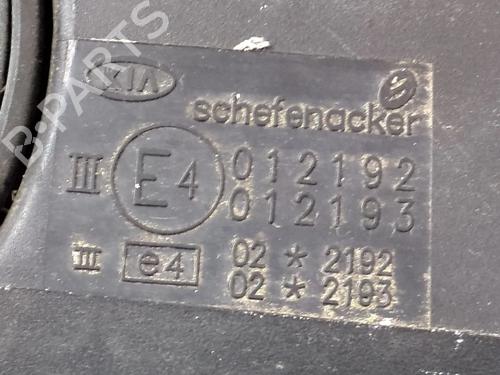 B-PARTS
KIA
schefenacker S
III E4 012192
012193
III e4 02 * 2192
02 * 2193